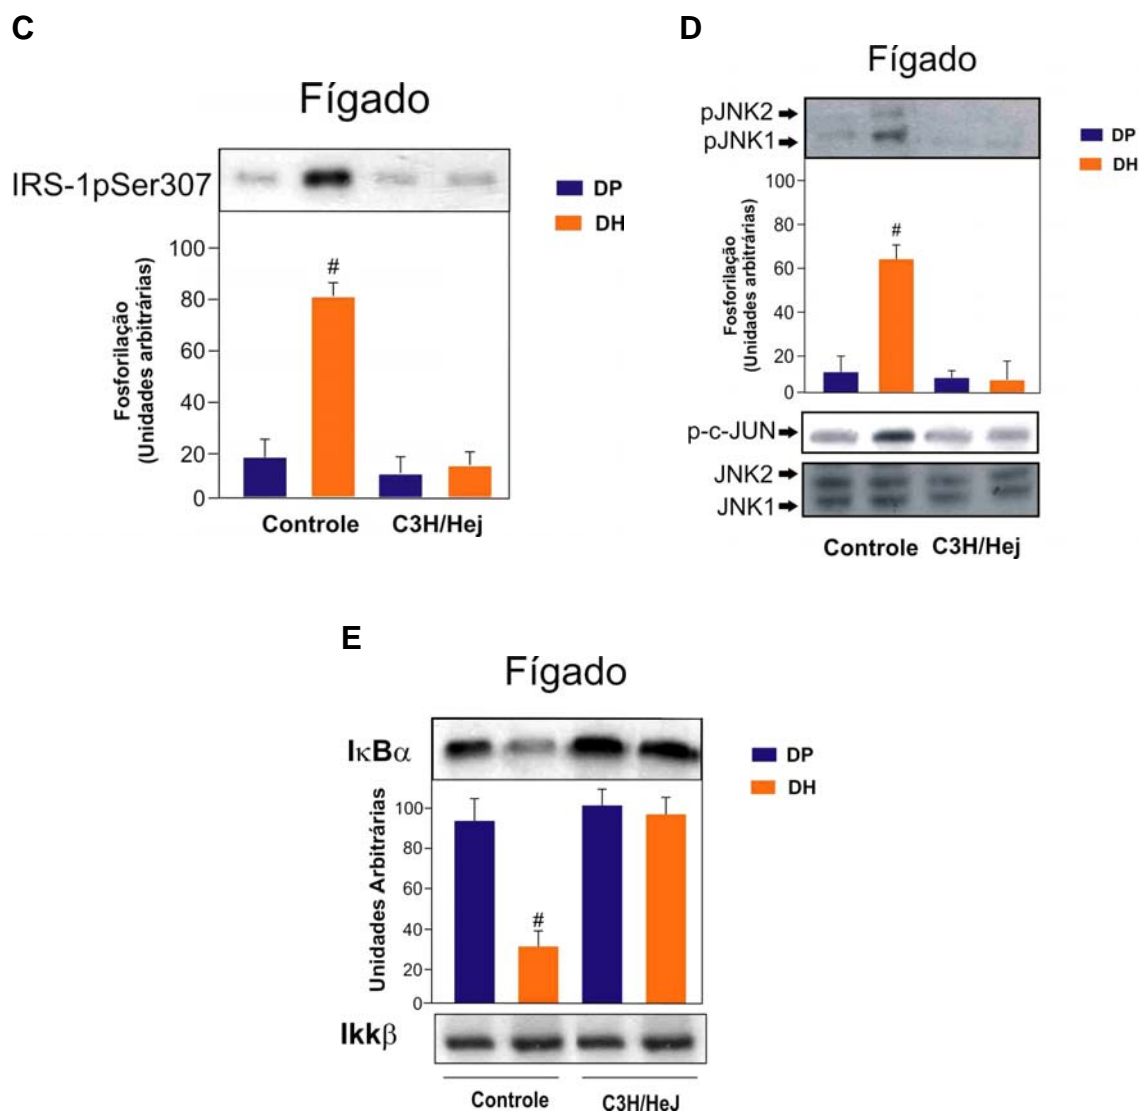 C
Fígado
IRS-1pSer307
DP
DH
100
80
60
40
20
0
#
Fosforilação
(Unidades arbitrárias)
Controle C3H/Hej
D
Fígado
pJNK2
pJNK1
DP
DH
100
80
60
40
20
0
#
Fosforilação
(Unidades arbitrárias)
p-c-JUN
JNK2
JNK1
Controle C3H/Hej
E
Fígado
IκBα
DP
DH
100
80
60
40
20
0
#
Unidades Arbitrárias
Ikkβ
Controle C3H/HeJ